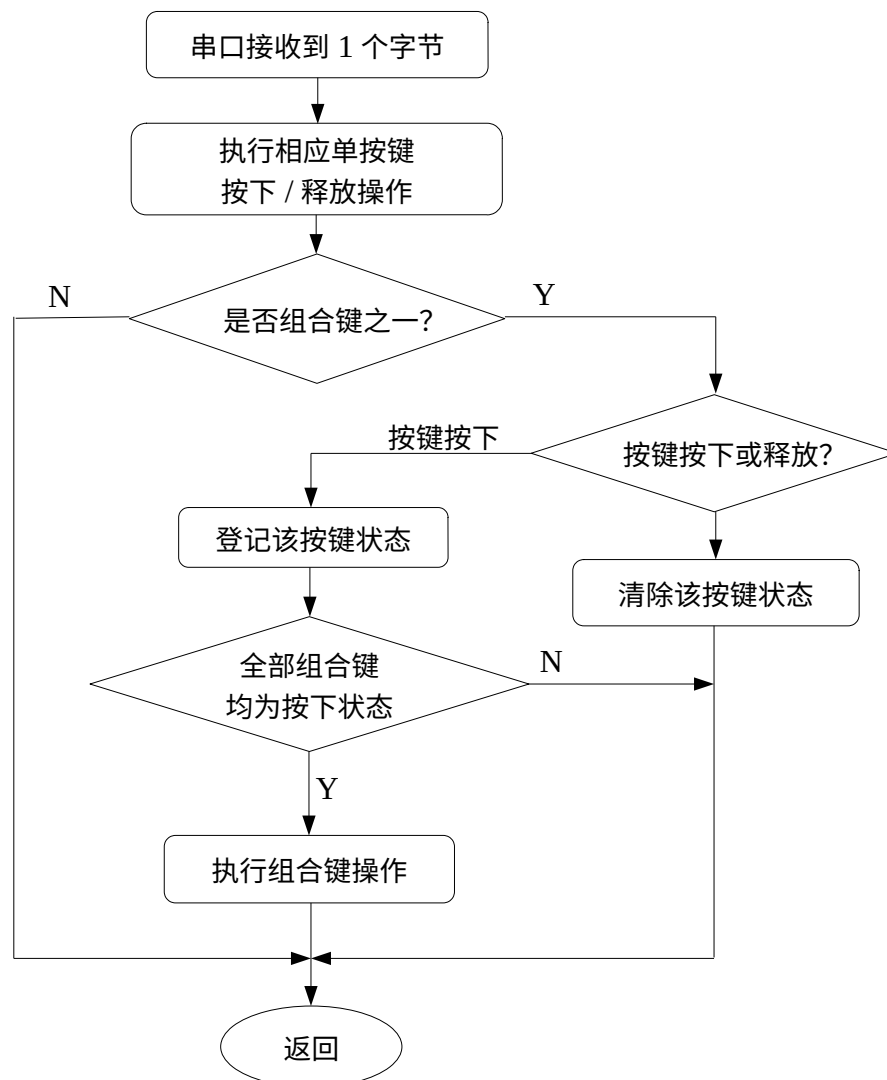 串口接收到 1 个字节
执行相应单按键
按下 / 释放操作
N
Y
是否组合键之一?
按键按下
按键按下或释放?
登记该按键状态
清除该按键状态
全部组合键
均为按下状态
N
Y
执行组合键操作
返回